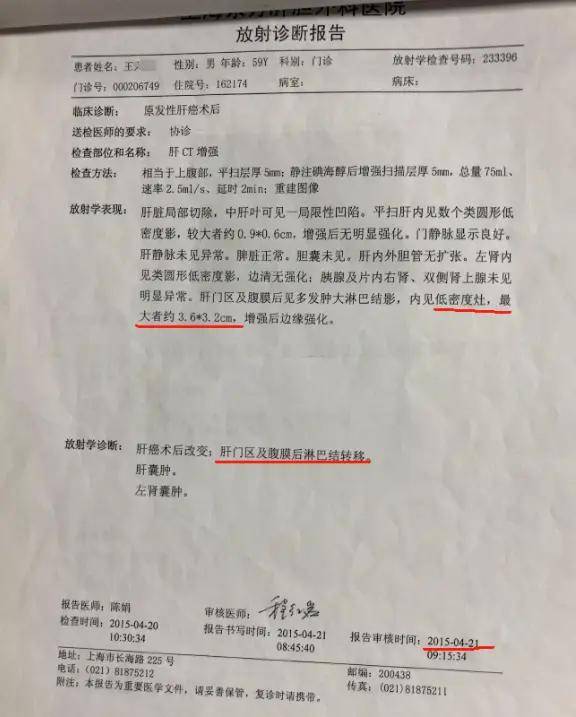 放射诊断报告
患者姓名：王 性别：男 年龄：59Y 科别：门诊 放射学检查号码：233396
门诊号：000206749 住院号：162174 病室： 病床：
临床诊断： 原发性肝癌术后
送检医师的要求： 协诊
检查部位和名称： 肝 CT 增强
检查方法： 相当于上腹部，平扫层厚 5mm；静注碘海醇后增强扫描层厚 5mm，总量 75ml、
速率 2.5ml/s、延时 2min；重建图像
放射学表现： 肝脏局部切除，中肝叶可见一局限性凹陷。平扫肝内见数个类圆形低
密度影，较大者约 0.9*0.6cm，增强后无明显强化。门静脉显示良好。
肝静脉未见异常。脾脏正常。胆囊未见。肝内外胆管无扩张。左肾内
见类圆形低密度影，边清无强化；胰腺及片内右肾、双侧肾上腺未见
明显异常。肝门区及腹膜后见多发肿大淋巴结影，内见低密度灶，最
大者约 3.6*3.2cm，增强后边缘强化。
放射学诊断： 肝癌术后改变；肝门区及腹膜后淋巴结转移。
肝囊肿。
左肾囊肿。
报告医师：陈娟 审核医师：
检查时间：2015-04-20 报告书写时间：2015-04-21 报告审核时间：2015-04-21
10:30:34 08:45:40 09:15:34
地址：上海市长海路 225 号 邮编：200438
电话：(021) 81875212 传真：(021)81875211
附注：本报告为重要医学文件，请妥善保管，复诊时请携带。